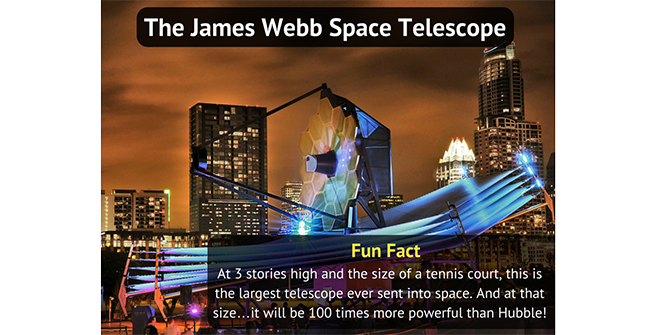 The James Webb Space Telescope
Fun Fact
At 3 stories high and the size of a tennis court, this is
the largest telescope ever sent into space. And at that
size...it will be 100 times more powerful than Hubble!